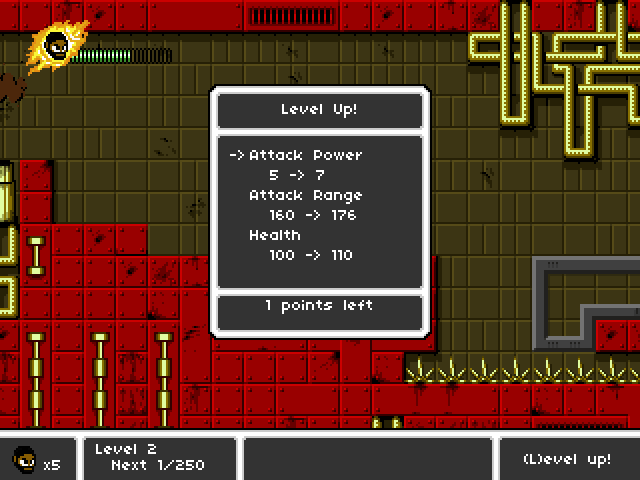 Level Up!
->Attack Power
5 -> 7
Attack Range
160 -> 176
Health
100 -> 110
1 points left
x5
Level 2
Next 1/250
(L)evel up!